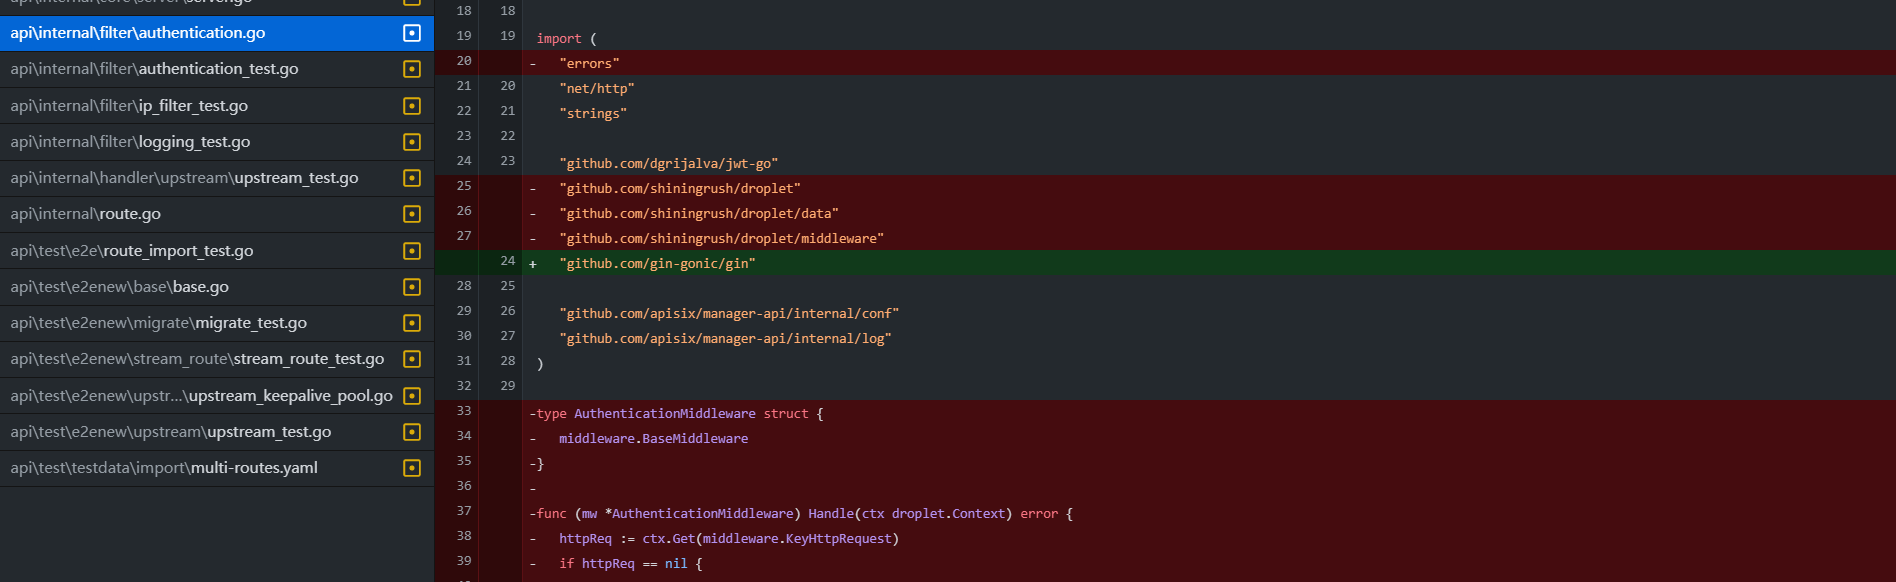 api\internal\core\server\server.go
api\internal\filter\authentication.go
api\internal\filter\authentication_test.go
api\internal\filter\ip_filter_test.go
api\internal\filter\logging_test.go
api\internal\handler\upstream\upstream_test.go
api\internal\route.go
api\test\e2e\route_import_test.go
api\test\e2enew\base\base.go
api\test\e2enew\migrate\migrate_test.go
api\test\e2enew\stream_route\stream_route_test.go
api\test\e2enew\upstr...\upstream_keepalive_pool.go
api\test\e2enew\upstream\upstream_test.go
api\test\testdata\import\multi-routes.yaml
18 18
19 19 import (
20 - "errors"
21 20 "net/http"
22 21 "strings"
23 22
24 23 "github.com/dgrijalva/jwt-go"
25 - "github.com/shiningrush/droplet"
26 - "github.com/shiningrush/droplet/data"
27 - "github.com/shiningrush/droplet/middleware"
24 + "github.com/gin-gonic/gin"
28 25
29 26 "github.com/apisix/manager-api/internal/conf"
30 27 "github.com/apisix/manager-api/internal/log"
31 28 )
32 29
33 -type AuthenticationMiddleware struct {
34 - middleware.BaseMiddleware
35 -}
36 -
37 -func (mw *AuthenticationMiddleware) Handle(ctx droplet.Context) error {
38 - httpReq := ctx.Get(middleware.KeyHttpRequest)
39 - if httpReq == nil {